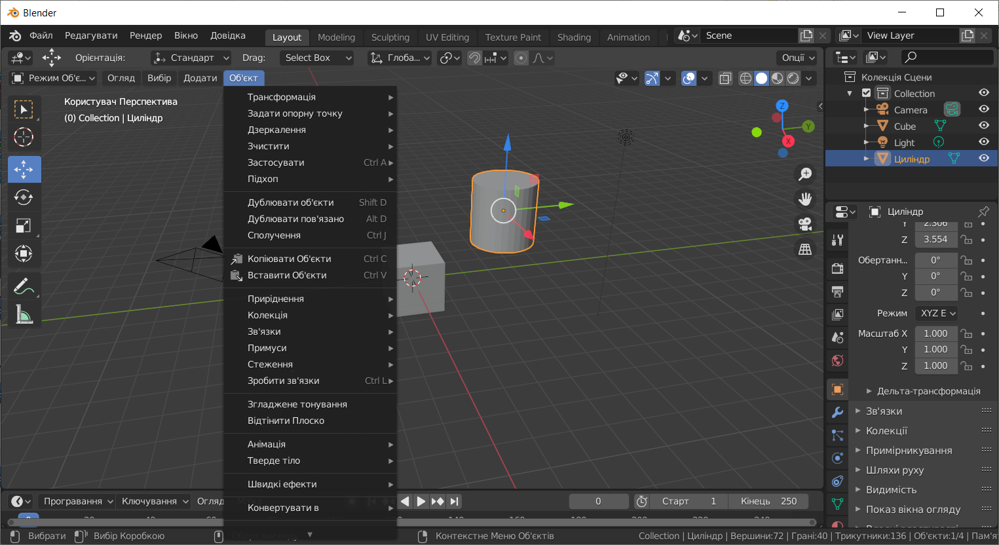 Blender
Файл Редагувати Рендер Вікно Довідка Layout Modeling Sculpting UV Editing Texture Paint Shading Animation Scene View Layer
Орієнтація: Стандарт Drag: Select Box Глоба... Опції
Режим Об'є... Огляд Вибір Додати Об'єкт
Користувач Перспектива
(0) Collection | Циліндр
Трансформація
Задати опорну точку
Дзеркалення
Зчистити
Застосувати Ctrl A
Підхоп
Дублювати об'єкти Shift D
Дублювати пов'язано Alt D
Сполучення Ctrl J
Копіювати Об'єкти Ctrl C
Вставити Об'єкти Ctrl V
Приріднення
Колекція
Зв'язки
Примуси
Стеження
Зробити зв'язки Ctrl L
Згладжене тонування
Відтінити Плоско
Анімація
Тверде тіло
Швидкі ефекти
Конвертувати в
Z
Y
X
Колекція Сцени
Collection
Camera
Cube
Light
Циліндр
Циліндр
Y 2.306
Z 3.554
Обертанн... 0°
Y 0°
Z 0°
Режим XYZ E
Масштаб X 1.000
Y 1.000
Z 1.000
Дельта-трансформація
Зв'язки
Колекції
Примірникування
Шляхи руху
Видимість
Показ вікна огляду
Програвання Ключування Огляд 0 Старт 1 Кінець 250
Вибрати Вибір Коробкою Контекстне Меню Об'єктів Collection | Циліндр | Вершини:72 | Грані:40 | Трикутники:136 | Об'єкти:1/4 | Пам'я